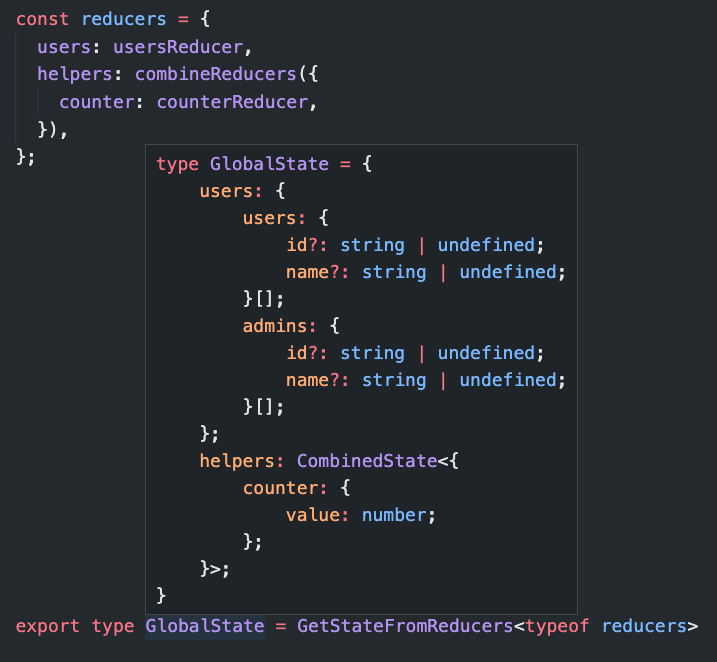 const reducers = {
  users: usersReducer,
  helpers: combineReducers({
    counter: counterReducer,
  }),
};
type GlobalState = {
    users: {
        users: {
            id?: string | undefined;
            name?: string | undefined;
        }[];
        admins: {
            id?: string | undefined;
            name?: string | undefined;
        }[];
    };
    helpers: CombinedState<{
        counter: {
            value: number;
        };
    }>;
}
export type GlobalState = GetStateFromReducers<typeof reducers>